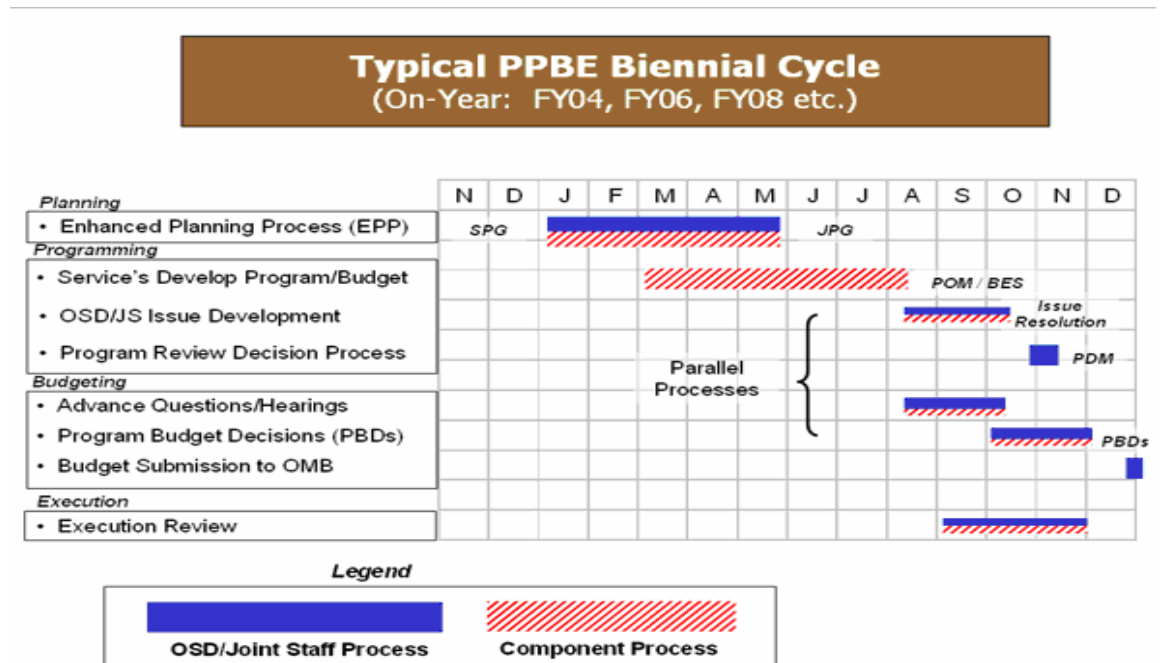 Typical PPBE Biennial Cycle
(On-Year: FY04, FY06, FY08 etc.)
N D J F M A M J J A S O N D
Planning
• Enhanced Planning Process (EPP)
SPG
JPG
Programming
• Service's Develop Program/Budget
POM / BES
• OSD/JS Issue Development
Issue
Resolution
• Program Review Decision Process
PDM
Parallel
Processes
Budgeting
• Advance Questions/Hearings
• Program Budget Decisions (PBDs)
PBDs
• Budget Submission to OMB
Execution
• Execution Review
Legend
OSD/Joint Staff Process
Component Process